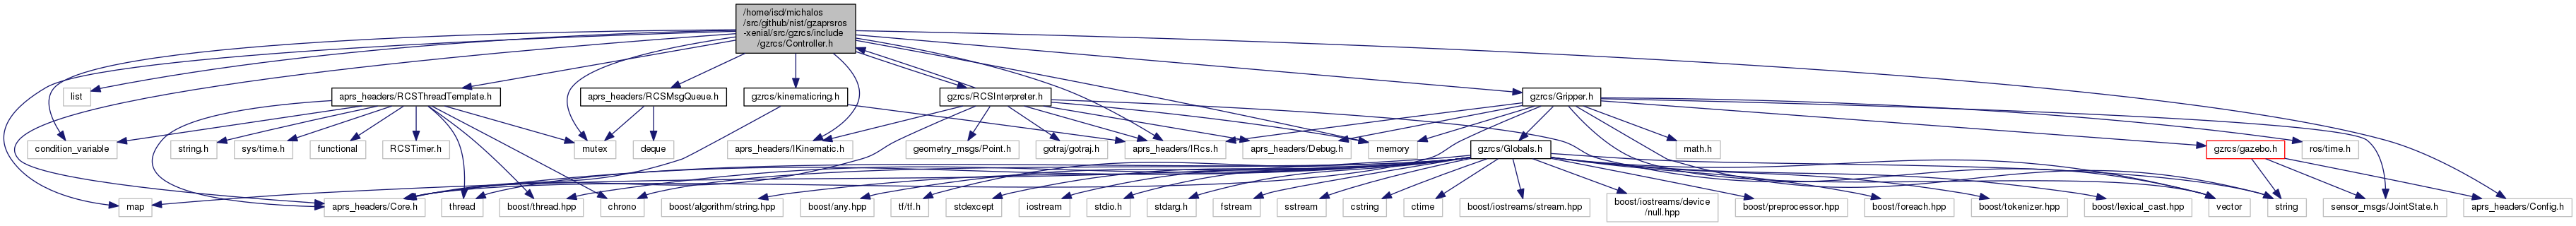 /home/isd/michalos
/src/github/nist/gzaprsros
-xenial/src/gzrcs/include
/gzrcs/Controller.h
list
aprs_headers/RCSThreadTemplate.h
aprs_headers/RCSMsgQueue.h
gzrcs/kinematicring.h
gzrcs/RCSInterpreter.h
gzrcs/Gripper.h
condition_variable
string.h
sys/time.h
functional
RCSTimer.h
mutex
deque
aprs_headers/IKinematic.h
geometry_msgs/Point.h
gotraj/gotraj.h
aprs_headers/IRcs.h
aprs_headers/Debug.h
memory
gzrcs/Globals.h
math.h
gzrcs/gazebo.h
ros/time.h
map
aprs_headers/Core.h
thread
boost/thread.hpp
chrono
boost/algorithm/string.hpp
boost/any.hpp
tf/tf.h
stdexcept
iostream
stdio.h
stdarg.h
fstream
sstream
cstring
ctime
boost/iostreams/stream.hpp
boost/iostreams/device
/null.hpp
boost/preprocessor.hpp
boost/foreach.hpp
boost/tokenizer.hpp
boost/lexical_cast.hpp
vector
string
sensor_msgs/JointState.h
aprs_headers/Config.h